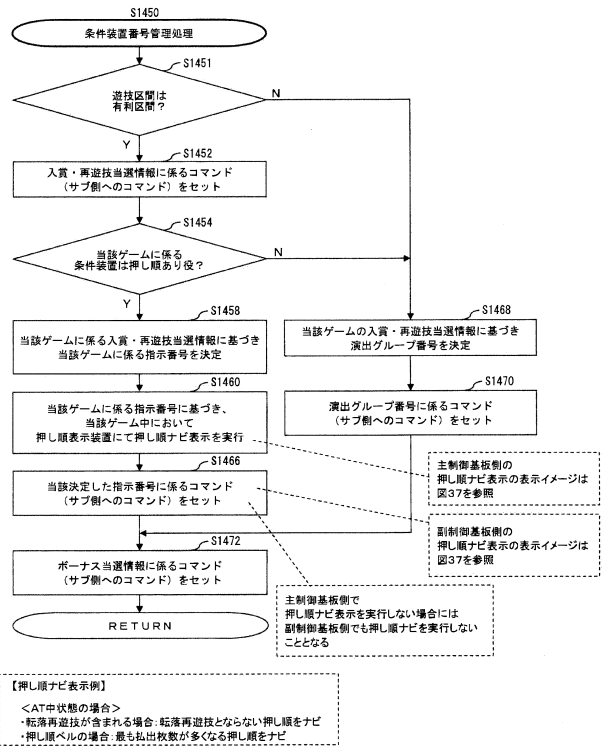 S1450
条件装置番号管理処理
S1451
遊技区間は
有利区間？
N
Y
S1452
入賞・再遊技当選情報に係るコマンド
（サブ側へのコマンド）をセット
S1454
当該ゲームに係る
条件装置は押し順あり役？
N
Y
S1458
当該ゲームに係る入賞・再遊技当選情報に基づき
当該ゲームに係る指示番号を決定
S1468
当該ゲームの入賞・再遊技当選情報に基づき
演出グループ番号を決定
S1460
当該ゲームに係る指示番号に基づき、
当該ゲーム中において
押し順表示装置にて押し順ナビ表示を実行
S1470
演出グループ番号に係るコマンド
（サブ側へのコマンド）をセット
主制御基板側の
押し順ナビ表示の表示イメージは
図37を参照
S1466
当該決定した指示番号に係るコマンド
（サブ側へのコマンド）をセット
副制御基板側の
押し順ナビ表示の表示イメージは
図37を参照
S1472
ボーナス当選情報に係るコマンド
（サブ側へのコマンド）をセット
主制御基板側で
押し順ナビ表示を実行しない場合には
副制御基板側でも押し順ナビを実行しない
こととなる
RETURN
【押し順ナビ表示例】
＜AT中状態の場合＞
・転落再遊技が含まれる場合：転落再遊技とならない押し順をナビ
・押し順ベルの場合：最も払出枚数が多くなる押し順をナビ